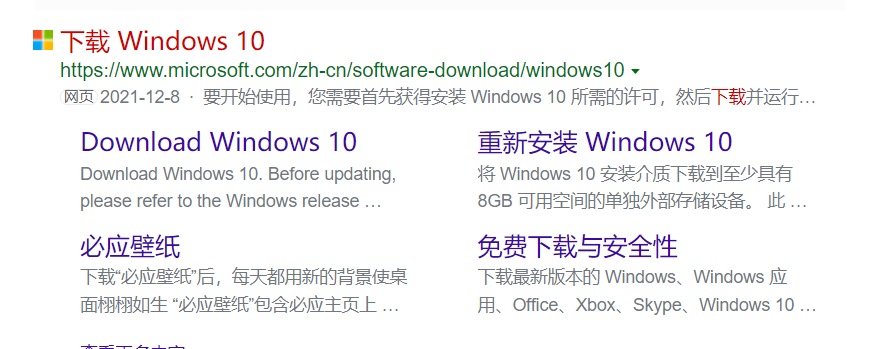 下载 Windows 10
https://www.microsoft.com/zh-cn/software-download/windows10
网页 2021-12-8 · 要开始使用，您需要首先获得安装 Windows 10 所需的许可，然后下载并运行…
Download Windows 10
Download Windows 10. Before updating,
please refer to the Windows release …
重新安装 Windows 10
将 Windows 10 安装介质下载到至少具有
8GB 可用空间的单独外部存储设备。 此 …
必应壁纸
下载“必应壁纸”后，每天都用新的背景使桌
面栩栩如生 “必应壁纸”包含必应主页上 …
免费下载与安全性
下载最新版本的 Windows、Windows 应
用、Office、Xbox、Skype、Windows 10 …